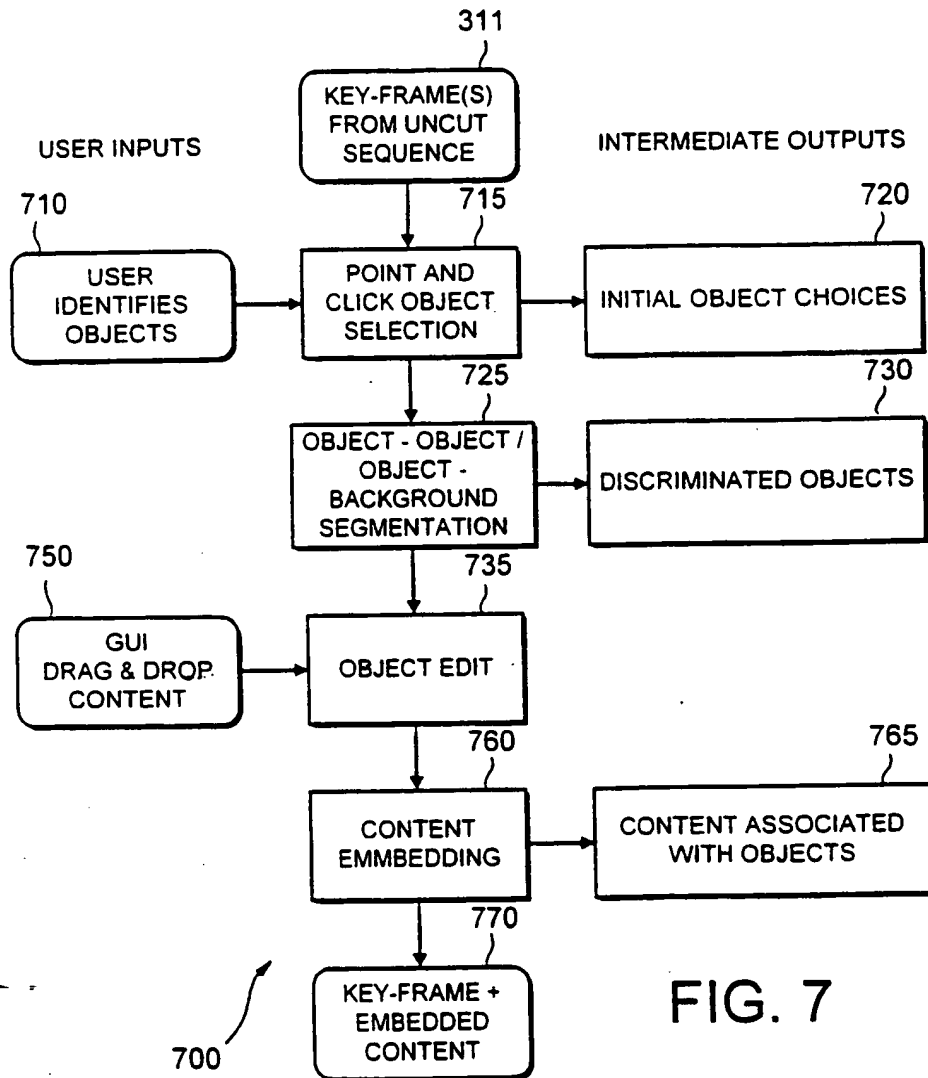 311
KEY-FRAME(S)
FROM UNCUT
SEQUENCE
USER INPUTS
INTERMEDIATE OUTPUTS
710
715
720
USER
IDENTIFIES
OBJECTS
POINT AND
CLICK OBJECT
SELECTION
INITIAL OBJECT CHOICES
725
730
OBJECT - OBJECT /
OBJECT -
BACKGROUND
SEGMENTATION
DISCRIMINATED OBJECTS
750
735
GUI
DRAG & DROP
CONTENT
OBJECT EDIT
760
765
CONTENT
EMMBEDDING
CONTENT ASSOCIATED
WITH OBJECTS
770
KEY-FRAME +
EMBEDDED
CONTENT
700
FIG. 7